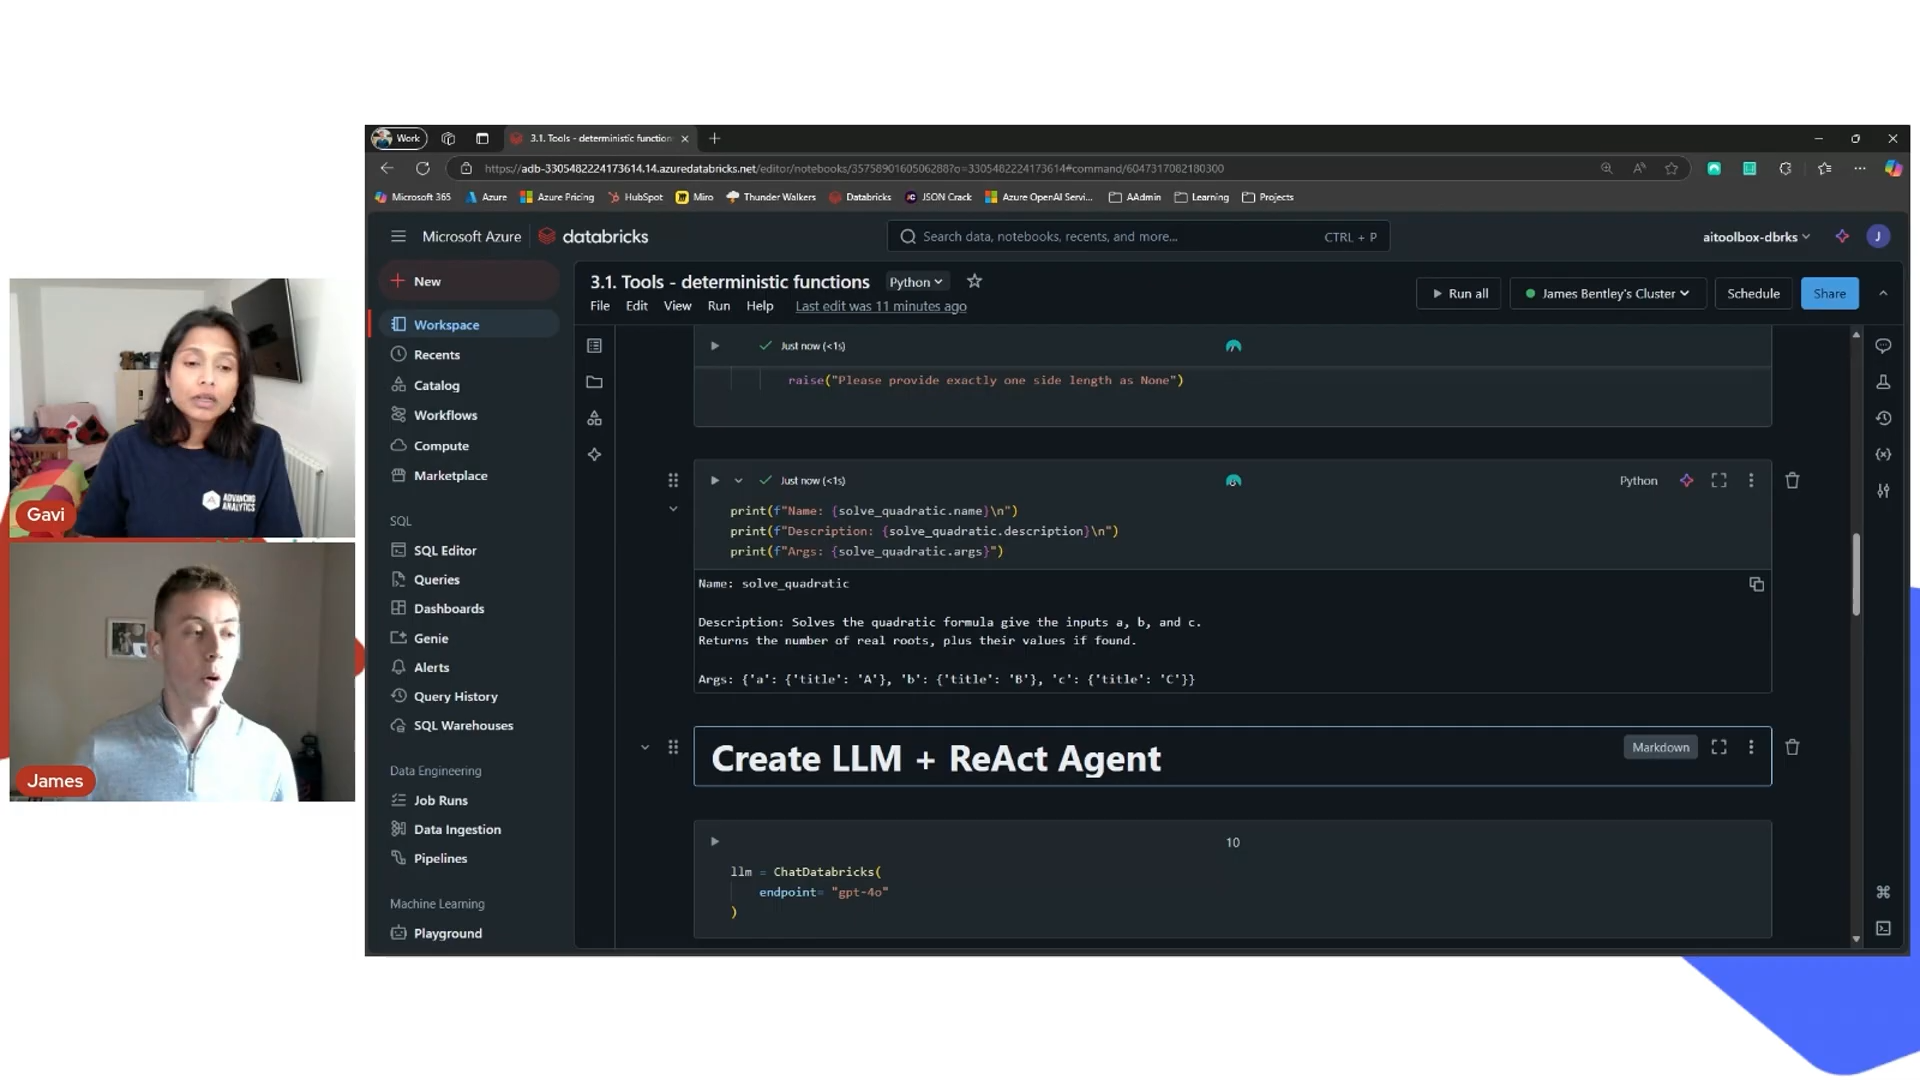 Work
3.1. Tools - deterministic function
https://adb-3305482224173614.14.azuredatabricks.net/editor/notebooks/3575890160506288?o=3305482224173614#command/6047317082180300
Microsoft 365
Azure
Azure Pricing
HubSpot
Miro
Thunder Walkers
Databricks
JSON Crack
Azure OpenAI Servi...
AAdmin
Learning
Projects
Microsoft Azure
databricks
Search data, notebooks, recents, and more...
CTRL + P
aitoolbox-dbrks
J
New
Workspace
Recents
Catalog
Workflows
Compute
Marketplace
SQL
SQL Editor
Queries
Dashboards
Genie
Alerts
Query History
SQL Warehouses
Data Engineering
Job Runs
Data Ingestion
Pipelines
Machine Learning
Playground
3.1. Tools - deterministic functions
Python
File Edit View Run Help Last edit was 11 minutes ago
Run all
James Bentley's Cluster
Schedule
Share
Just now (<1s)
raise("Please provide exactly one side length as None")
Just now (<1s)
Python
print(f"Name: {solve_quadratic.name}\n")
print(f"Description: {solve_quadratic.description}\n")
print(f"Args: {solve_quadratic.args}")
Name: solve_quadratic
Description: Solves the quadratic formula give the inputs a, b, and c.
Returns the number of real roots, plus their values if found.
Args: {'a': {'title': 'A'}, 'b': {'title': 'B'}, 'c': {'title': 'C'}}
Create LLM + ReAct Agent
Markdown
10
llm = ChatDatabricks(
endpoint= "gpt-4o"
)
ADVANCING
ANALYTICS
Gavi
James